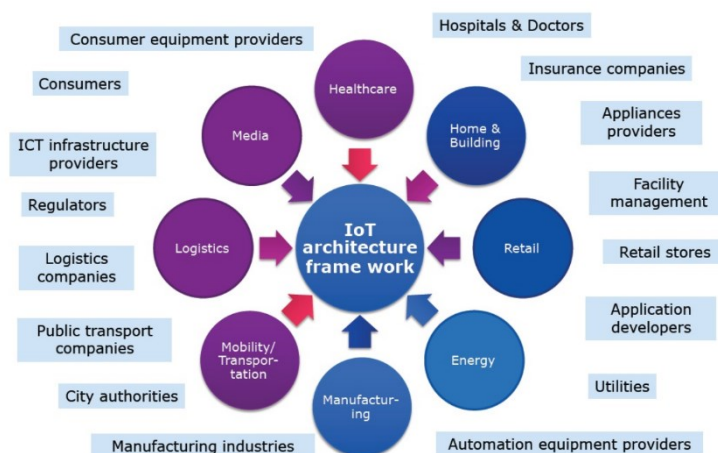 Consumer equipment providers
Hospitals & Doctors
Consumers
Insurance companies
Healthcare
Media
Home &
Building
Appliances
providers
ICT infrastructure
providers
Regulators
Facility
management
Logistics
IoT
architecture
frame work
Retail
Logistics
companies
Retail stores
Public transport
companies
Mobility/
Transpor-
tation
Energy
Application
developers
City authorities
Manufactur-
ing
Utilities
Manufacturing industries
Automation equipment providers